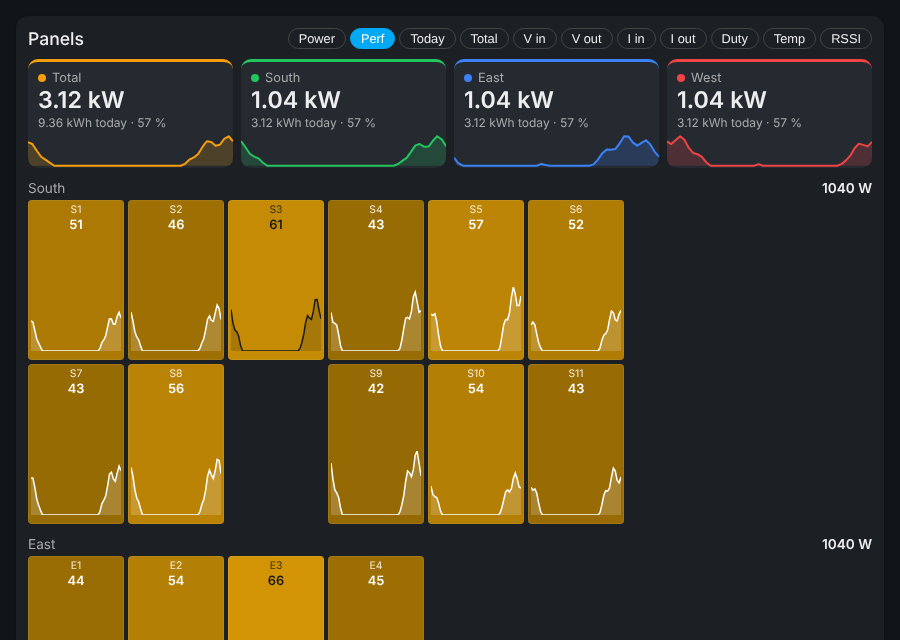 Panels Power Perf Today Total V in V out I in I out Duty Temp RSSI
Total South East West
3.12 kW 1.04 kW 1.04 kW 1.04 kW
9.36 kWh today · 57 % 3.12 kWh today · 57 % 3.12 kWh today · 57 % 3.12 kWh today · 57 %
South 1040 W
S1 S2 S3 S4 S5 S6
51 46 61 43 57 52
S7 S8 S9 S10 S11
43 56 42 54 43
East 1040 W
E1 E2 E3 E4
44 54 66 45